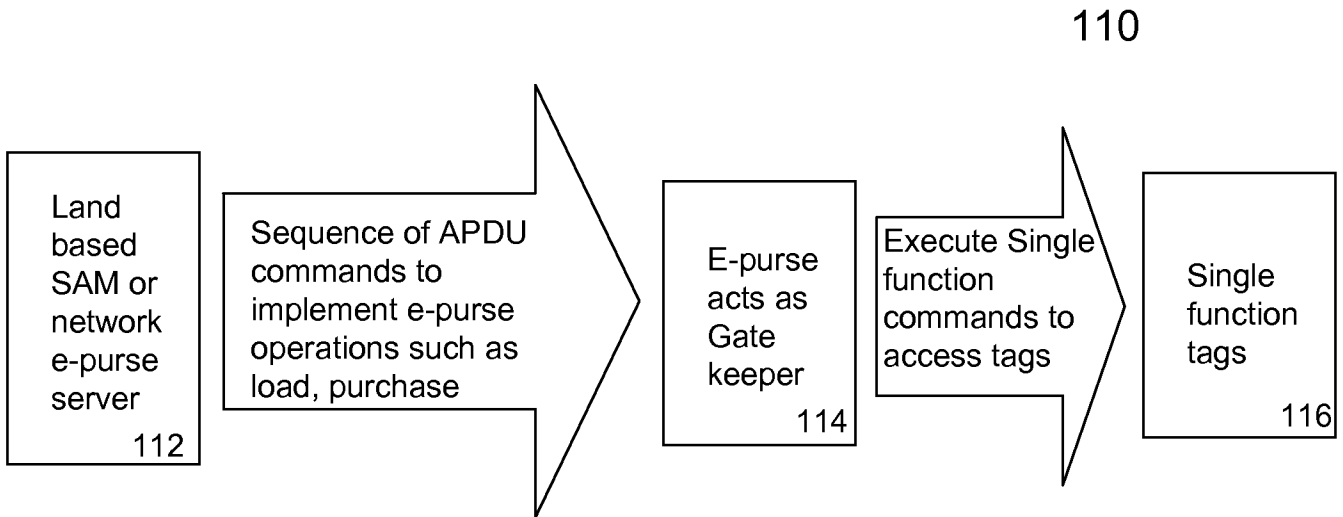 110
Land
based
SAM or
network
e-purse
server
112
Sequence of APDU
commands to
implement e-purse
operations such as
load, purchase
E-purse
acts as
Gate
keeper
114
Execute Single
function
commands to
access tags
Single
function
tags
116